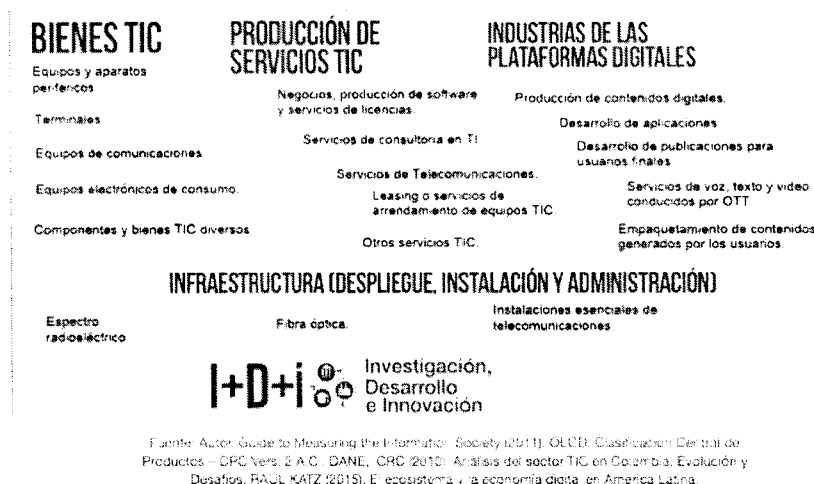 BIENES TIC
Equipos y aparatos
periféricos
Terminales
Equipos de comunicaciones
Equipos electrónicos de consumo.
Componentes y bienes TIC diversos
PRODUCCIÓN DE
SERVICIOS TIC
Negocios, producción de software
y servicios de licencias.
Servicios de consultoría en TI
Servicios de Telecomunicaciones.
Leasing o servicios de
arrendamiento de equipos TIC.
Otros servicios TIC.
INDUSTRIAS DE LAS
PLATAFORMAS DIGITALES
Producción de contenidos digitales.
Desarrollo de aplicaciones
Desarrollo de publicaciones para
usuarios finales
Servicios de voz, texto y video
conducidos por OTT
Empaquetamiento de contenidos
generados por los usuarios.
INFRAESTRUCTURA (DESPLIEGUE, INSTALACIÓN Y ADMINISTRACIÓN)
Espectro
radioeléctrico
Fibra óptica.
Instalaciones esenciales de
telecomunicaciones
I+D+i
Investigación,
Desarrollo
e Innovación
Fuente: Autor. Guide to Measuring the Information Society (2011), OECD. Clasificación Central de
Productos – CPC Vers. 2 A.C., DANE, CRC (2010). Análisis del sector TIC en Colombia. Evolución y
Desafíos. RAÚL KATZ (2015). El ecosistema y la economía digital en América Latina.